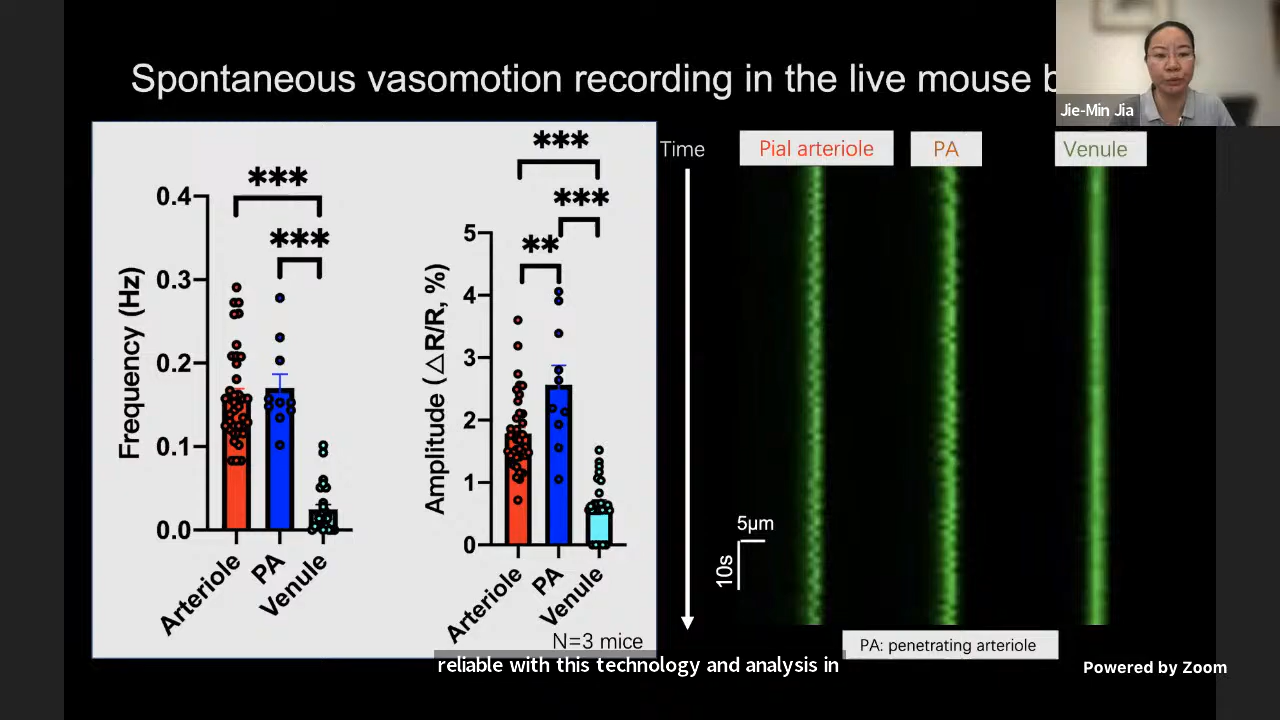 Spontaneous vasomotion recording in the live mouse
Jie-Min Jia
***
***
0.4
0.3
0.2
0.1
0.0
Frequency (Hz)
Arteriole
PA
Venule
***
***
**
5
4
3
2
1
0
Amplitude (△R/R, %)
Arteriole
PA
Venule
N=3 mice
Time
Pial arteriole
PA
Venule
5µm
10s
PA: penetrating arteriole
reliable with this technology and analysis in
Powered by Zoom